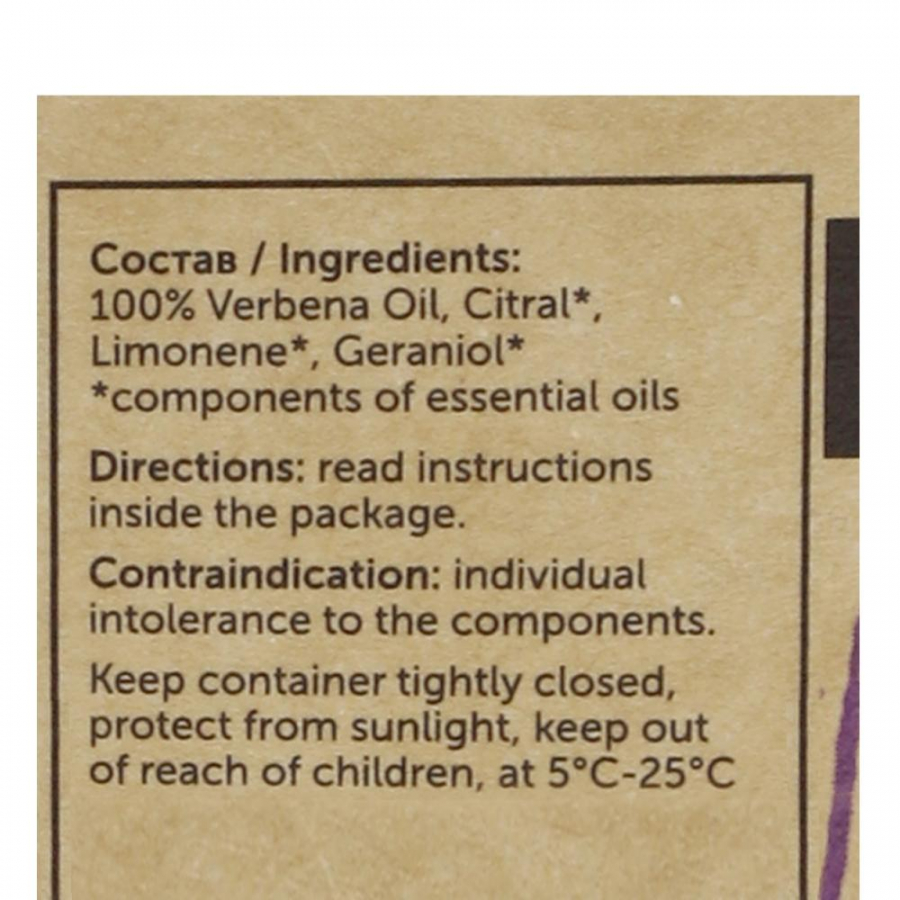 Состав / Ingredients:
100% Verbena Oil, Citral*,
Limonene*, Geraniol*
*components of essential oils
Directions: read instructions
inside the package.
Contraindication: individual
intolerance to the components.
Keep container tightly closed,
protect from sunlight, keep out
of reach of children, at 5°C-25°C